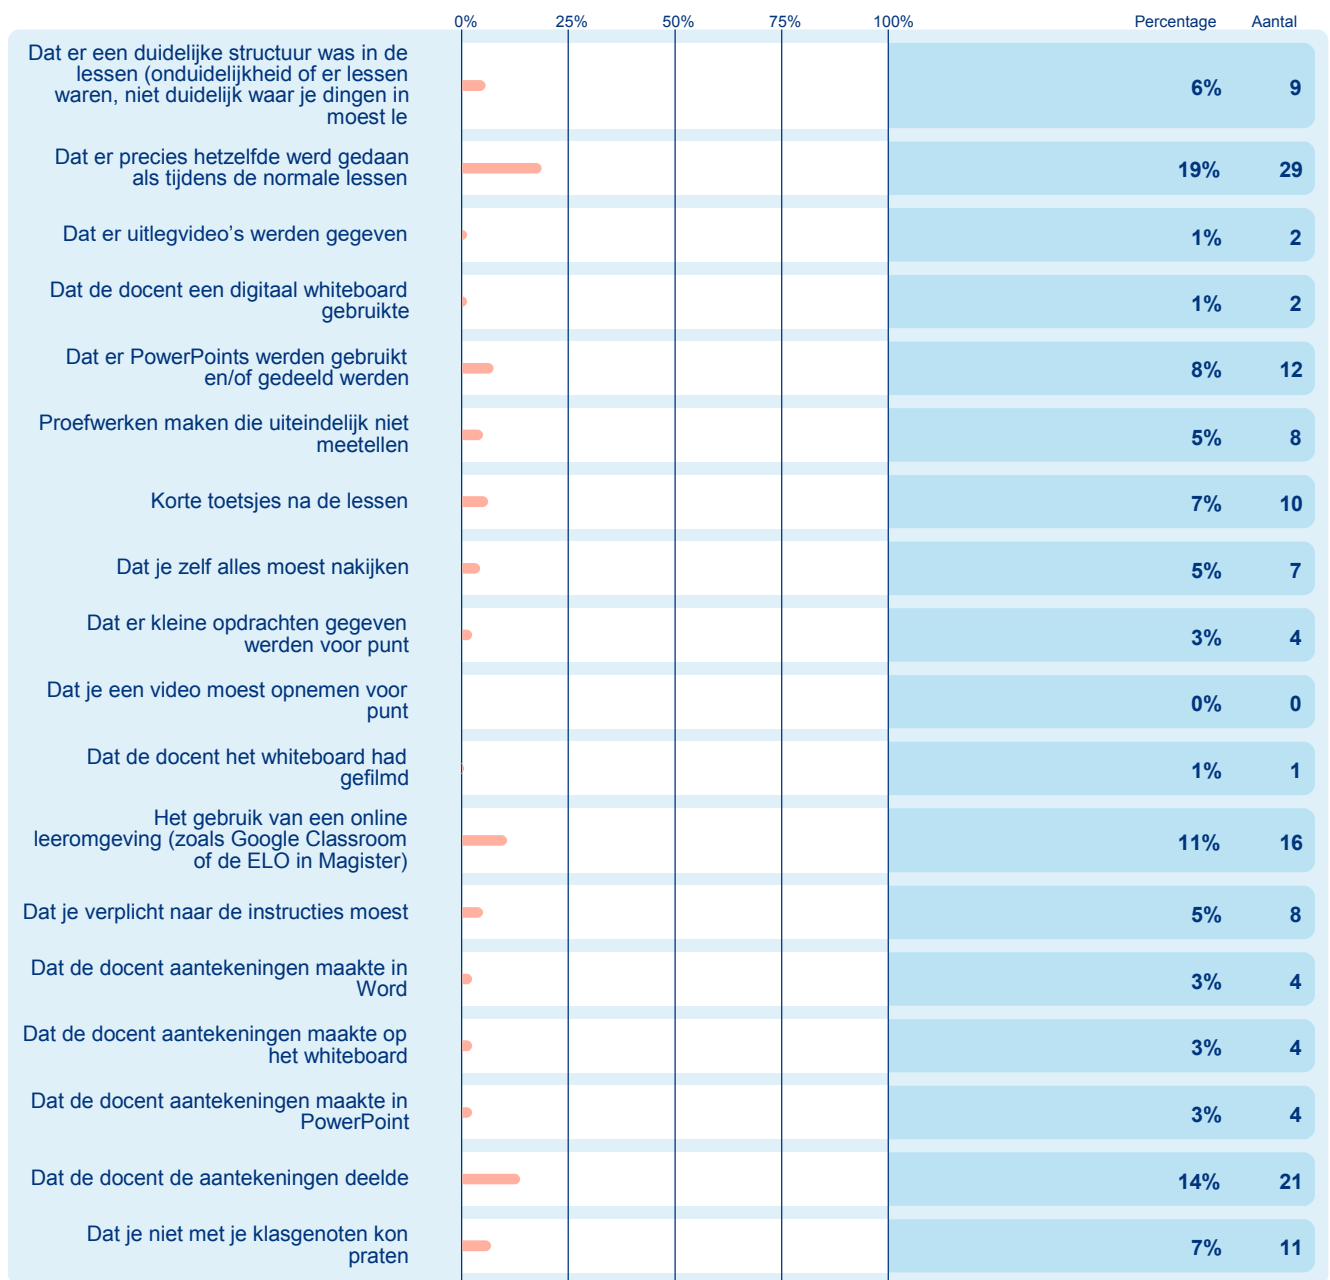 0% 25% 50% 75% 100% Percentage Aantal
Dat er een duidelijke structuur was in de
lessen (onduidelijkheid of er lessen
waren, niet duidelijk waar je dingen in
moest le
6% 9
Dat er precies hetzelfde werd gedaan
als tijdens de normale lessen
19% 29
Dat er uitlegvideo’s werden gegeven
1% 2
Dat de docent een digitaal whiteboard
gebruikte
1% 2
Dat er PowerPoints werden gebruikt
en/of gedeeld werden
8% 12
Proefwerken maken die uiteindelijk niet
meetellen
5% 8
Korte toetsjes na de lessen
7% 10
Dat je zelf alles moest nakijken
5% 7
Dat er kleine opdrachten gegeven
werden voor punt
3% 4
Dat je een video moest opnemen voor
punt
0% 0
Dat de docent het whiteboard had
gefilmd
1% 1
Het gebruik van een online
leeromgeving (zoals Google Classroom
of de ELO in Magister)
11% 16
Dat je verplicht naar de instructies moest
5% 8
Dat de docent aantekeningen maakte in
Word
3% 4
Dat de docent aantekeningen maakte op
het whiteboard
3% 4
Dat de docent aantekeningen maakte in
PowerPoint
3% 4
Dat de docent de aantekeningen deelde
14% 21
Dat je niet met je klasgenoten kon
praten
7% 11